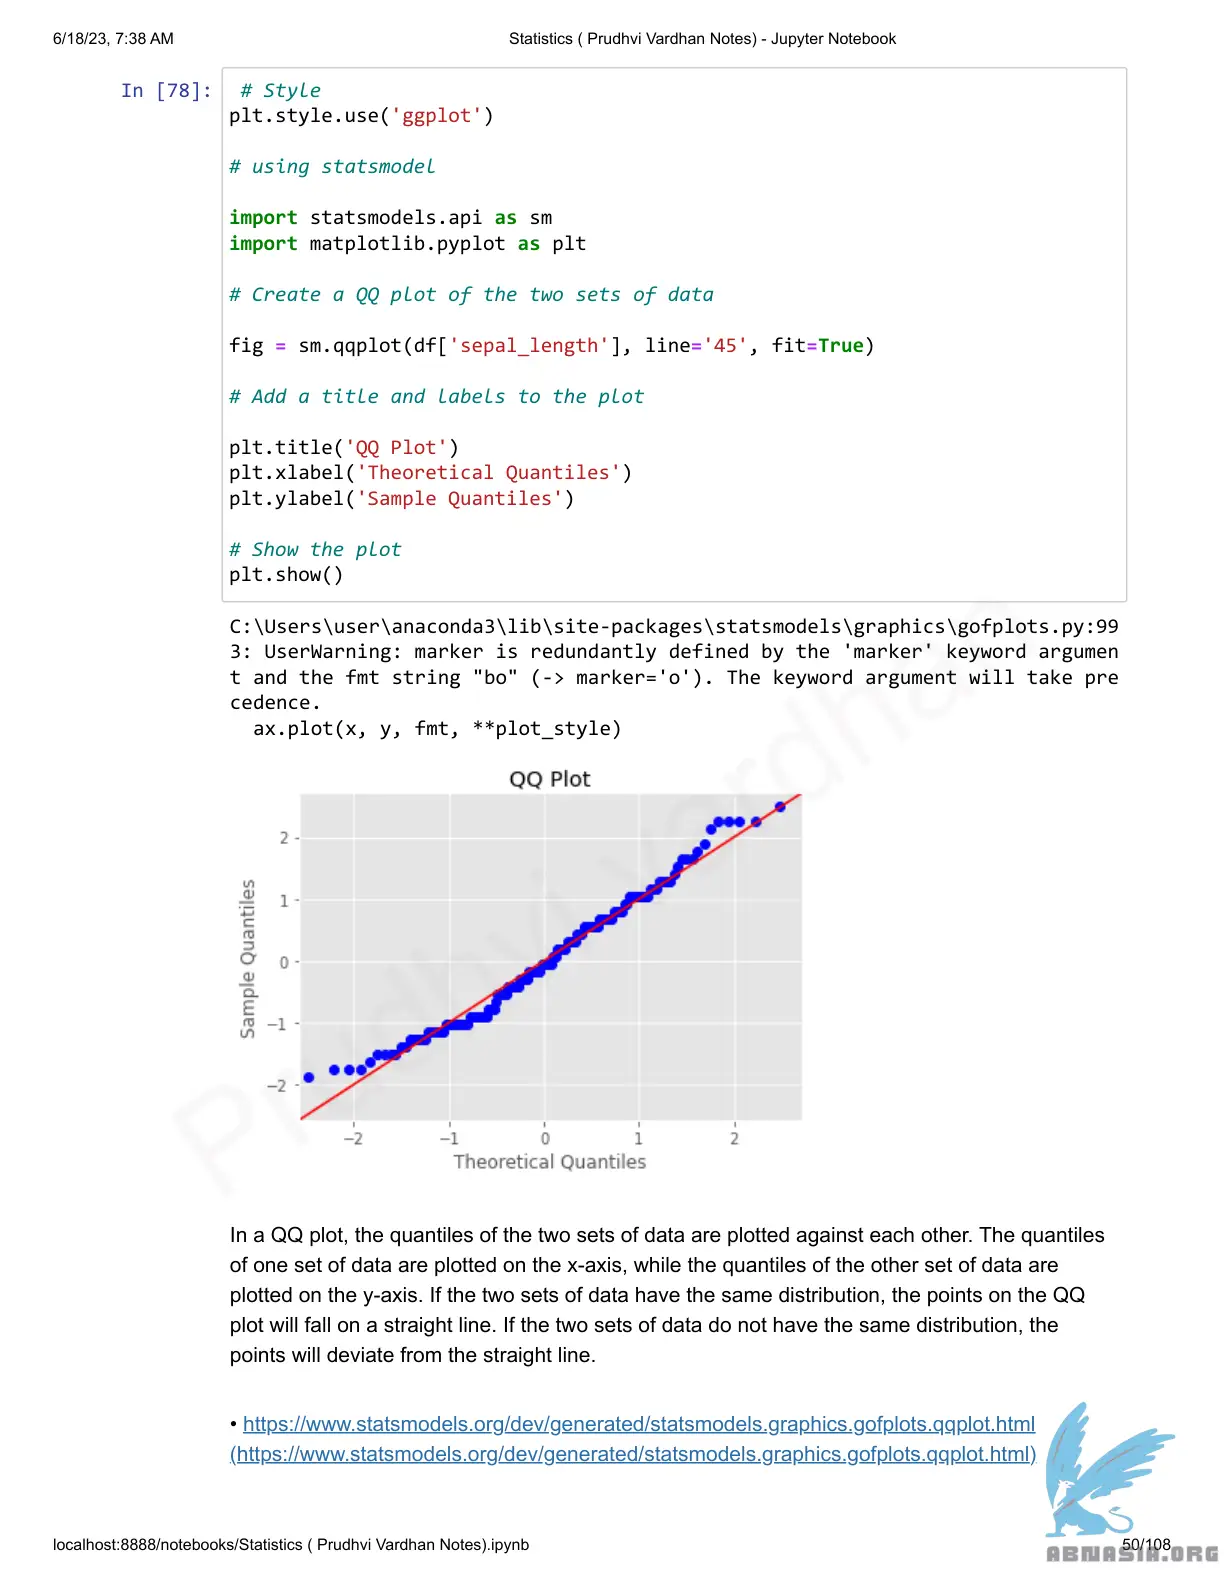 6/18/23, 7:38 AM
Statistics ( Prudhvi Vardhan Notes) - Jupyter Notebook
In [78]:
# Style
plt.style.use('ggplot')
# using statsmodel
import statsmodels.api as sm
import matplotlib.pyplot as plt
# Create a QQ plot of the two sets of data
fig = sm.qqplot(df['sepal_length'], line='45', fit=True)
# Add a title and labels to the plot
plt.title('QQ Plot')
plt.xlabel('Theoretical Quantiles')
plt.ylabel('Sample Quantiles')
# Show the plot
plt.show()
C:\Users\user\anaconda3\lib\site-packages\statsmodels\graphics\gofplots.py:99
3: UserWarning: marker is redundantly defined by the 'marker' keyword argumen
t and the fmt string "bo" (-> marker='o'). The keyword argument will take pre
cedence.
ax.plot(x, y, fmt, **plot_style)
QQ Plot
2
1
0
−1
−2
Sample Quantiles
−2 −1 0 1 2
Theoretical Quantiles
Prudhvi Vardhan
In a QQ plot, the quantiles of the two sets of data are plotted against each other. The quantiles
of one set of data are plotted on the x-axis, while the quantiles of the other set of data are
plotted on the y-axis. If the two sets of data have the same distribution, the points on the QQ
plot will fall on a straight line. If the two sets of data do not have the same distribution, the
points will deviate from the straight line.
• https://www.statsmodels.org/dev/generated/statsmodels.graphics.gofplots.qqplot.html
(https://www.statsmodels.org/dev/generated/statsmodels.graphics.gofplots.qqplot.html)
localhost:8888/notebooks/Statistics ( Prudhvi Vardhan Notes).ipynb
50/108
ABNASIA.ORG